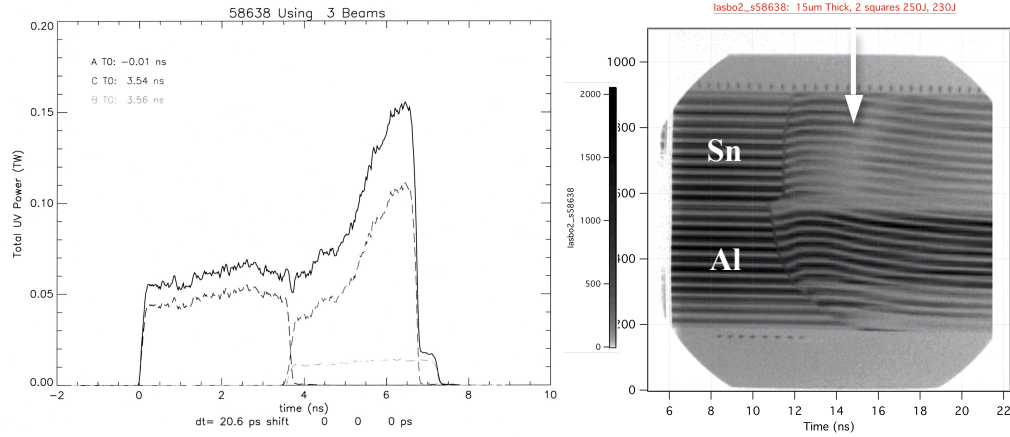 58638 Using 3 Beams
A T0: -0.01 ns
C T0: 3.54 ns
B T0: 3.56 ns
Total UV Power (TW)
0.20
0.15
0.10
0.05
0.00
-2 0 2 4 6 8 10
time (ns)
dt= 20.6 ps shift 0 0 0 ps
lasbo2_s58638: 15um Thick, 2 squares 250J, 230J
lasbo2_s58638
2000
1500
1000
500
0
1000
800
600
400
200
0
Sn
Al
6 8 10 12 14 16 18 20 22
Time (ns)